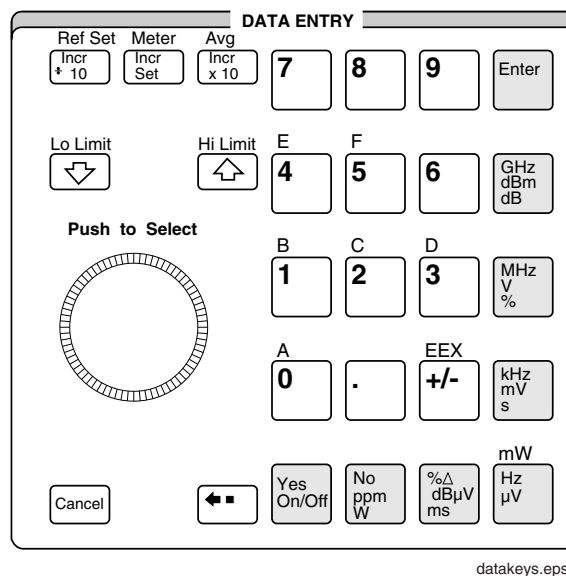 DATA ENTRY
Ref Set Meter Avg
Incr
÷ 10
Incr
Set
Incr
x 10
7 8 9
Enter
Lo Limit Hi Limit
E F
4 5 6
GHz
dBm
dB
Push to Select
B C D
1 2 3
MHz
V
%
A EEX
0 . +/-
kHz
mV
s
mW
Cancel
Yes
On/Off
No
ppm
W
%∆
dBµV
ms
Hz
µV
datakeys.eps